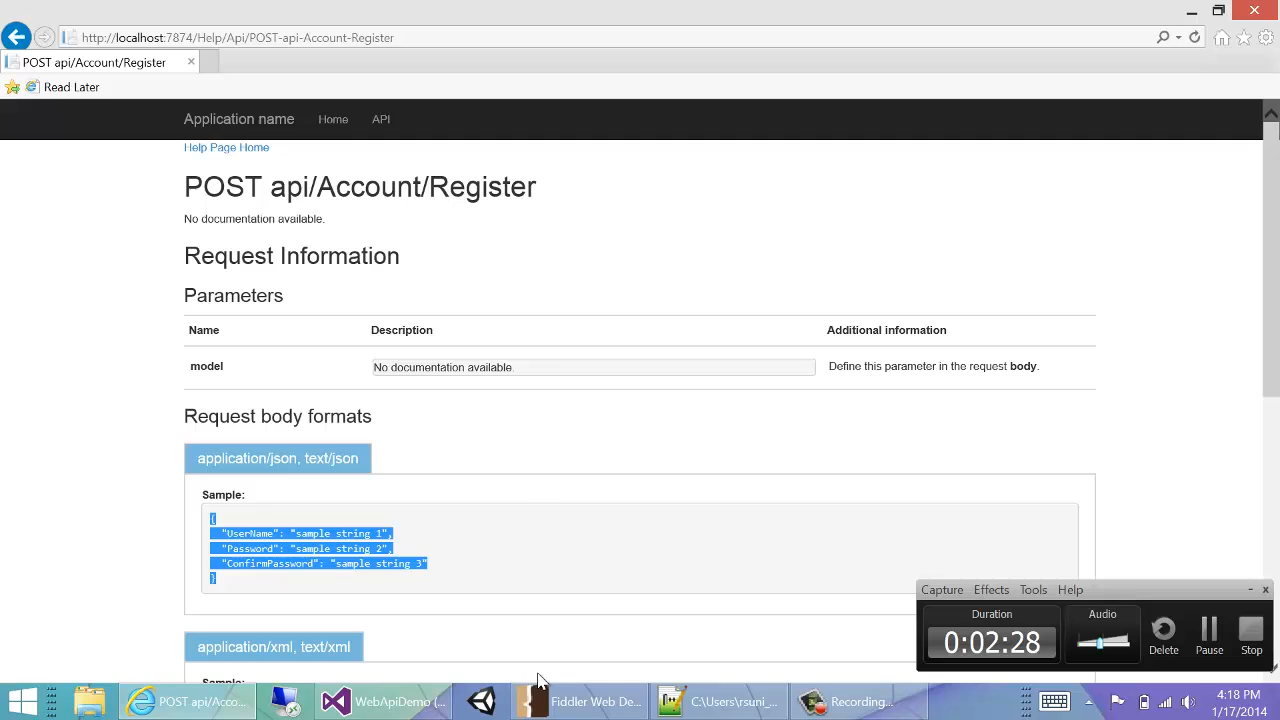 http://localhost:7874/Help/Api/POST-api-Account-Register
POST api/Account/Register
Read Later
Application name Home API
Help Page Home
POST api/Account/Register
No documentation available.
Request Information
Parameters
Name Description Additional information
model No documentation available. Define this parameter in the request body.
Request body formats
application/json, text/json
Sample:
{
"UserName": "sample string 1",
"Password": "sample string 2",
"ConfirmPassword": "sample string 3"
}
Capture Effects Tools Help
Duration Audio
0:02:28
Delete Pause Stop
application/xml, text/xml
Sample:
POST api/Acco... WebApiDemo (... Fiddler Web De... C:\Users\rsuni_... Recording...
4:18 PM
1/17/2014